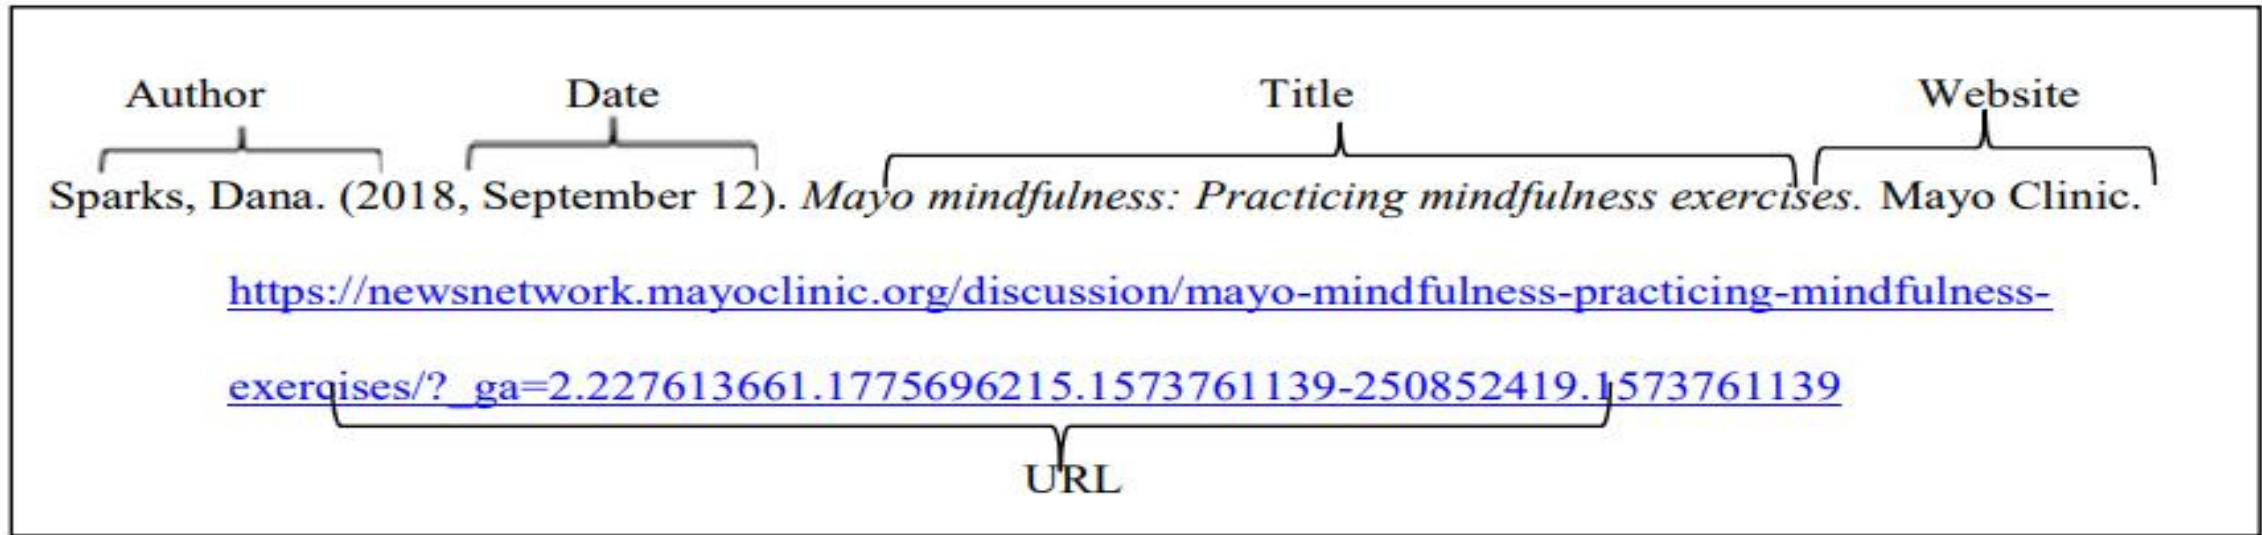 Author Date Title Website
Sparks, Dana. (2018, September 12). Mayo mindfulness: Practicing mindfulness exercises. Mayo Clinic.
https://newsnetwork.mayoclinic.org/discussion/mayo-mindfulness-practicing-mindfulness-
exercises/?_ga=2.227613661.1775696215.1573761139-250852419.1573761139
URL